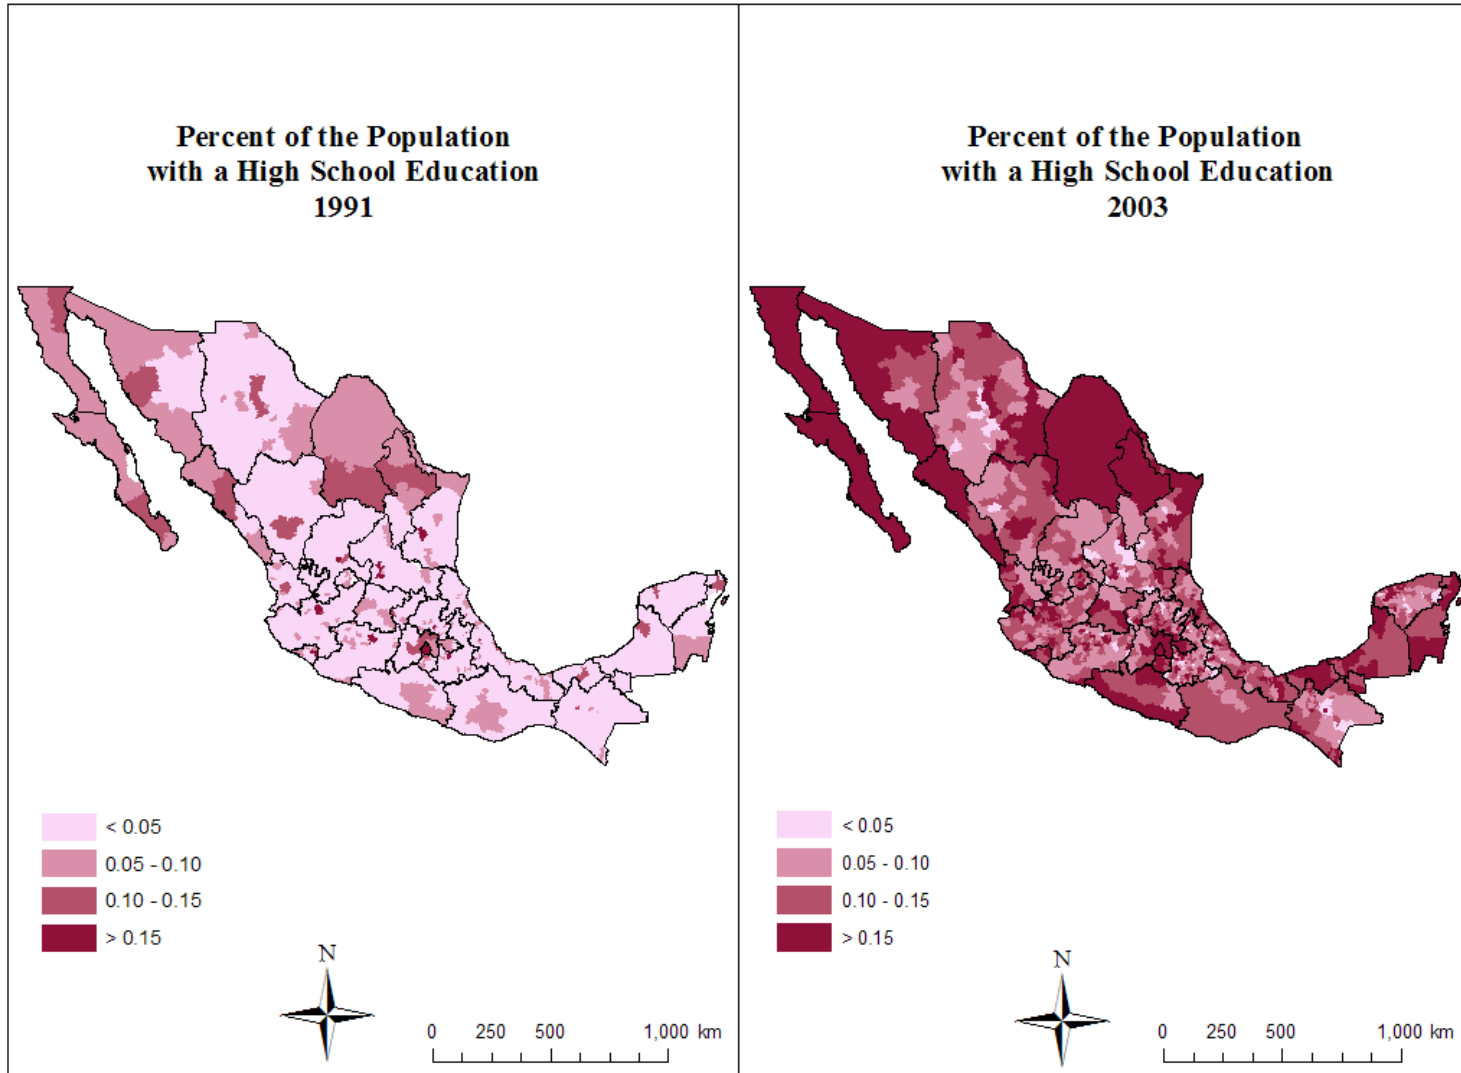 Percent of the Population
with a High School Education
1991
< 0.05
0.05 - 0.10
0.10 - 0.15
> 0.15
N
0 250 500 1,000 km
Percent of the Population
with a High School Education
2003
< 0.05
0.05 - 0.10
0.10 - 0.15
> 0.15
N
0 250 500 1,000 km